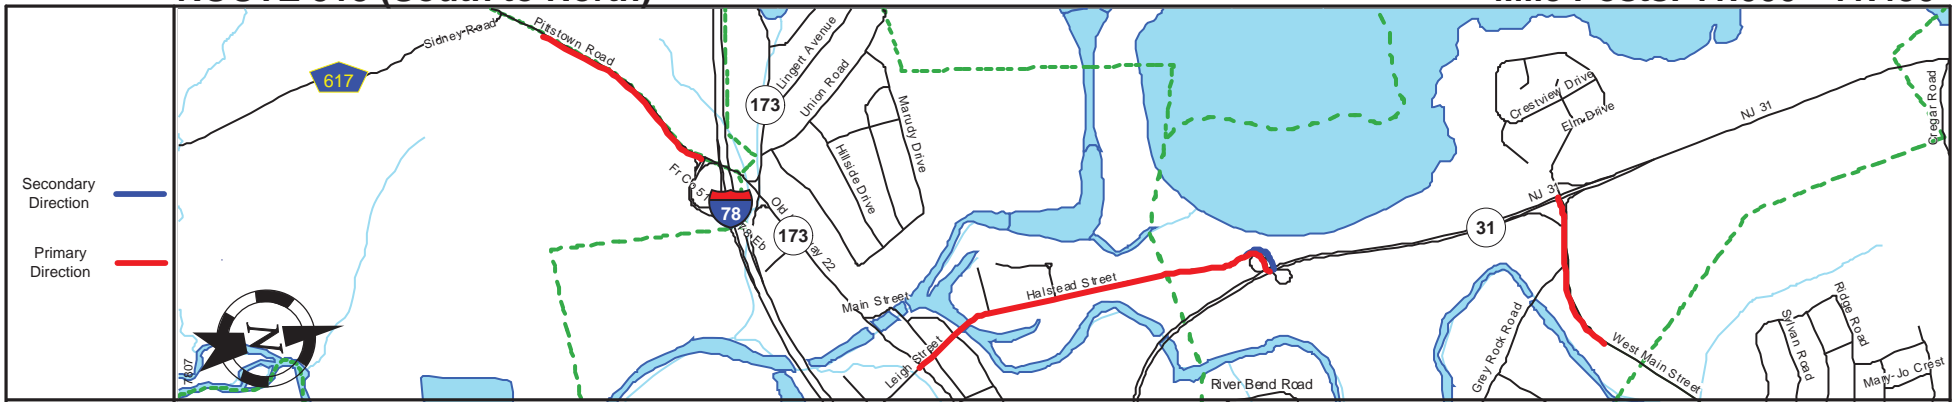 Secondary
Direction
Primary
Direction
617
Sidney Road
Pittstown Road
173
Lingert Avenue
Union Road
Marudy Drive
Hillside Drive
78
173
Main Street
Leigh Street
Halstead Street
31
NJ 31
NJ 31
Crestview Drive
Elm Drive
Cregar Road
Grey Rock Road
West Main Street
River Bend Road
Sylvan Road
Ridge Road
Mary-Jo Crest
N